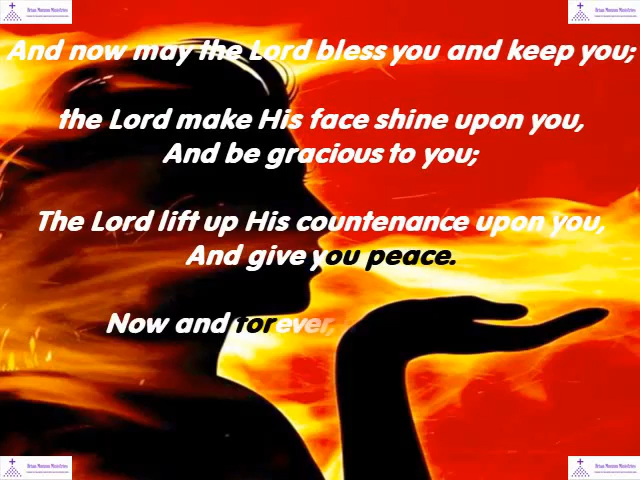 And now may the Lord bless you and keep you;
the Lord make His face shine upon you,
And be gracious to you;
The Lord lift up His countenance upon you,
And give you peace.
Now and forever,